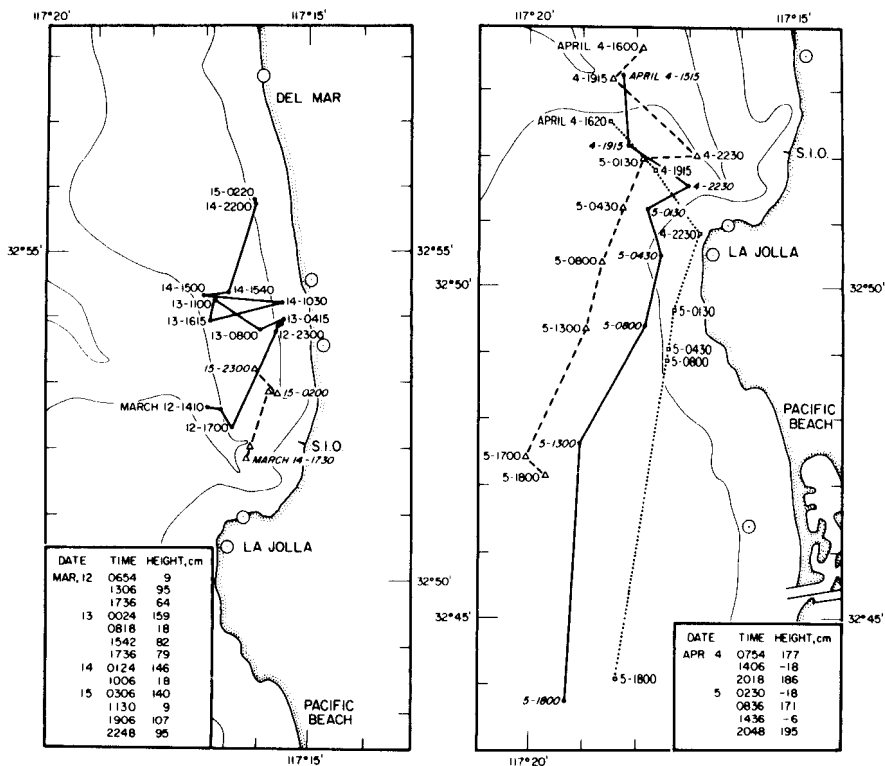 117°20' 117°15'
DEL MAR
15-0220
14-2200
32°55'
14-1500 14-1540
13-1100 14-1030
13-1615 13-0415
13-0800 12-2300
15-2300 15-0200
MARCH 12-1410
12-1700 S.I.O.
MARCH 14-1730
LA JOLLA
32°50'
DATE TIME HEIGHT,cm
MAR,12 0654 9
1306 95
1736 64
13 0024 159
0818 18
1542 82
1736 79
14 0124 146
1006 18
15 0306 140
1130 9
1906 107
2248 95
PACIFIC
BEACH
117°15'
117°20' 117°15'
APRIL 4-1600
4-1915 APRIL 4-1515
APRIL 4-1620
4-1915 4-2230 S.I.O.
5-0130 4-1915
4-2230
5-0430 5-0130
4-2230
LA JOLLA
5-0800 5-0430
32°50' 32°50'
5-0130
5-1300 5-0800
5-0430
5-0800
PACIFIC
BEACH
5-1300
5-1700
5-1800
32°45' 32°45'
5-1800
5-1800
DATE TIME HEIGHT,cm
APR 4 0754 177
1406 -18
2018 186
5 0230 -18
0836 171
1436 -6
2048 195
117°20' 117°15'